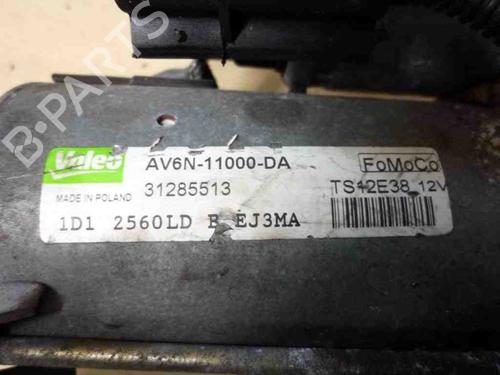 B-PARTS
Valeo
AV6N-11000-DA
FoMoCo
MADE IN POLAND
31285513
TS12E38 12V
1D1 2560LD B EJ3MA